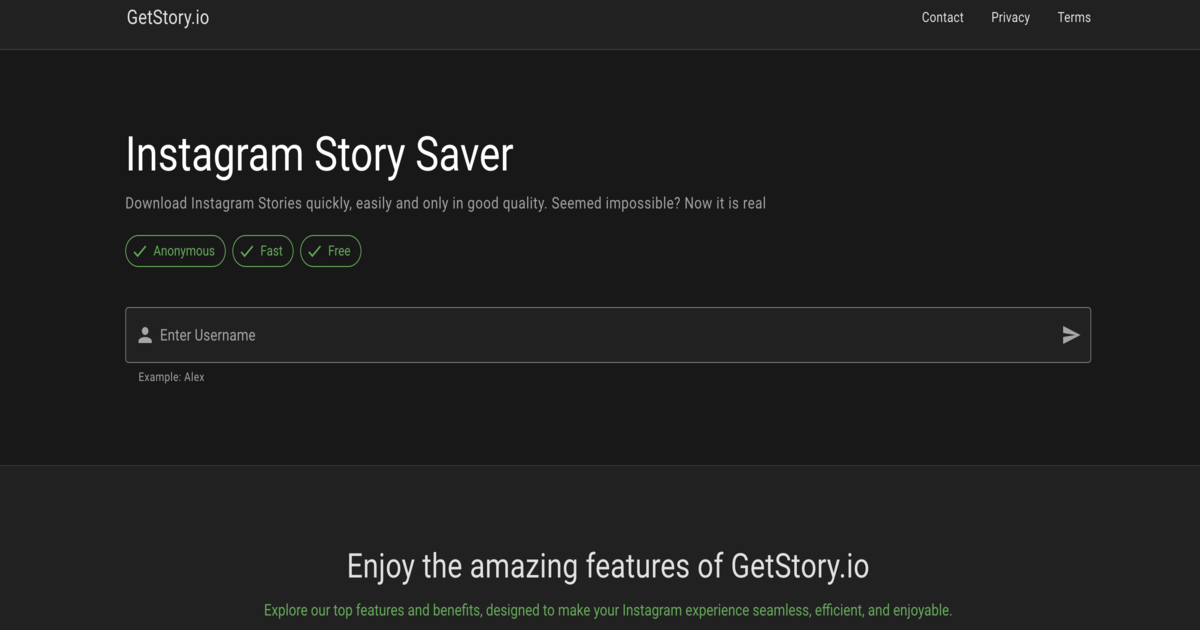 GetStory.io
Contact Privacy Terms
Instagram Story Saver
Download Instagram Stories quickly, easily and only in good quality. Seemed impossible? Now it is real
Anonymous Fast Free
Enter Username
Example: Alex
Enjoy the amazing features of GetStory.io
Explore our top features and benefits, designed to make your Instagram experience seamless, efficient, and enjoyable.